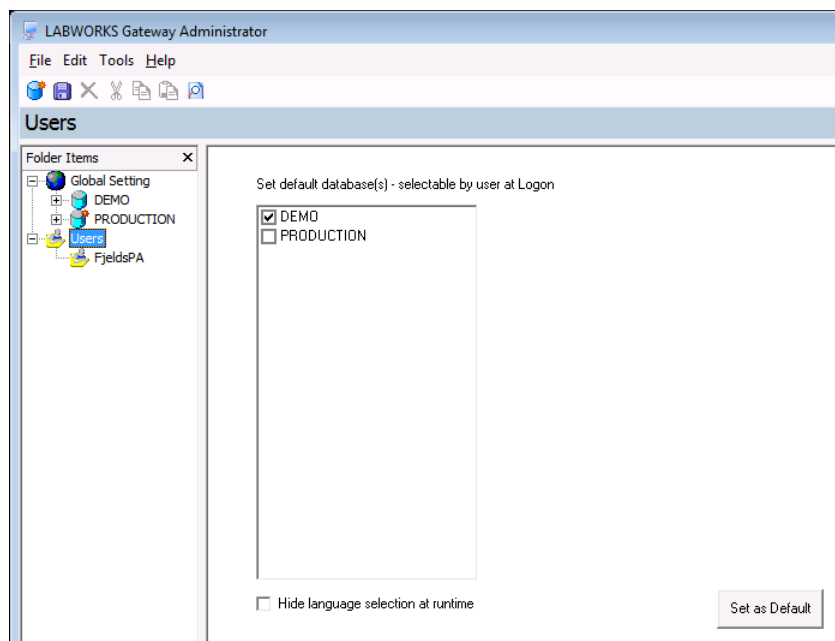 LABWORKS Gateway Administrator
File Edit Tools Help
Users
Folder Items
Global Setting
DEMO
PRODUCTION
Users
FjeldsPA
Set default database(s) - selectable by user at Logon
DEMO
PRODUCTION
Hide language selection at runtime
Set as Default